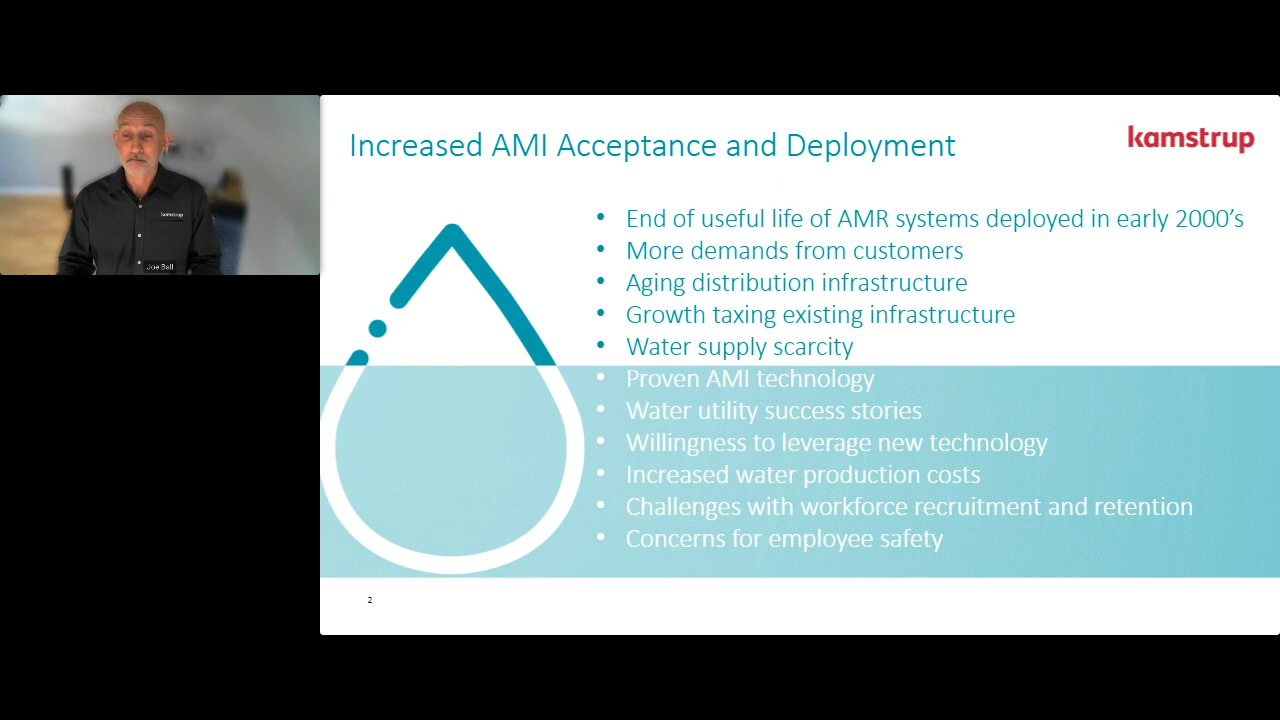 kamstrup
Joe Ball
Increased AMI Acceptance and Deployment
kamstrup
• End of useful life of AMR systems deployed in early 2000’s
• More demands from customers
• Aging distribution infrastructure
• Growth taxing existing infrastructure
• Water supply scarcity
• Proven AMI technology
• Water utility success stories
• Willingness to leverage new technology
• Increased water production costs
• Challenges with workforce recruitment and retention
• Concerns for employee safety
2